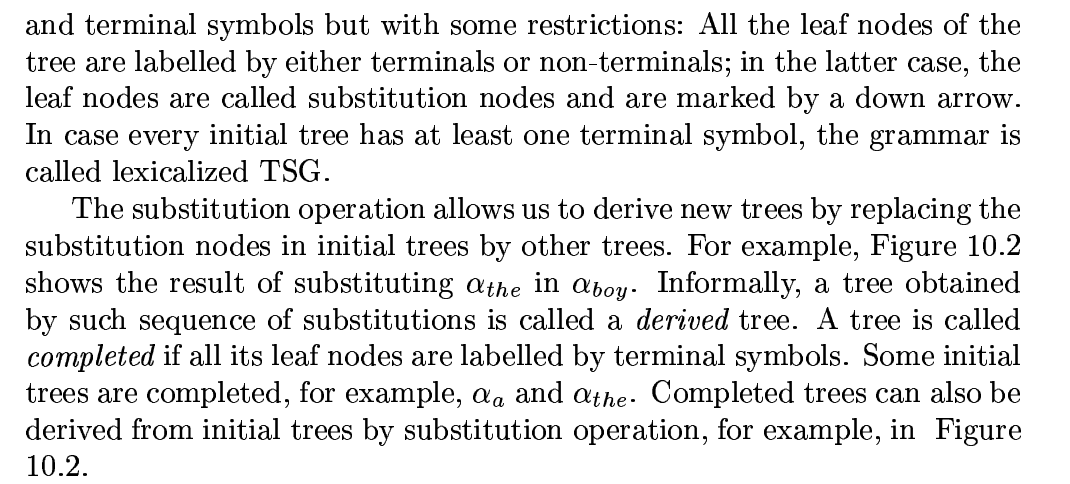 and terminal symbols but with some restrictions: All the leaf nodes of the
tree are labelled by either terminals or non-terminals; in the latter case, the
leaf nodes are called substitution nodes and are marked by a down arrow.
In case every initial tree has at least one terminal symbol, the grammar is
called lexicalized TSG.
The substitution operation allows us to derive new trees by replacing the
substitution nodes in initial trees by other trees. For example, Figure 10.2
shows the result of substituting α_the in α_boy. Informally, a tree obtained
by such sequence of substitutions is called a derived tree. A tree is called
completed if all its leaf nodes are labelled by terminal symbols. Some initial
trees are completed, for example, α_a and α_the. Completed trees can also be
derived from initial trees by substitution operation, for example, in Figure
10.2.